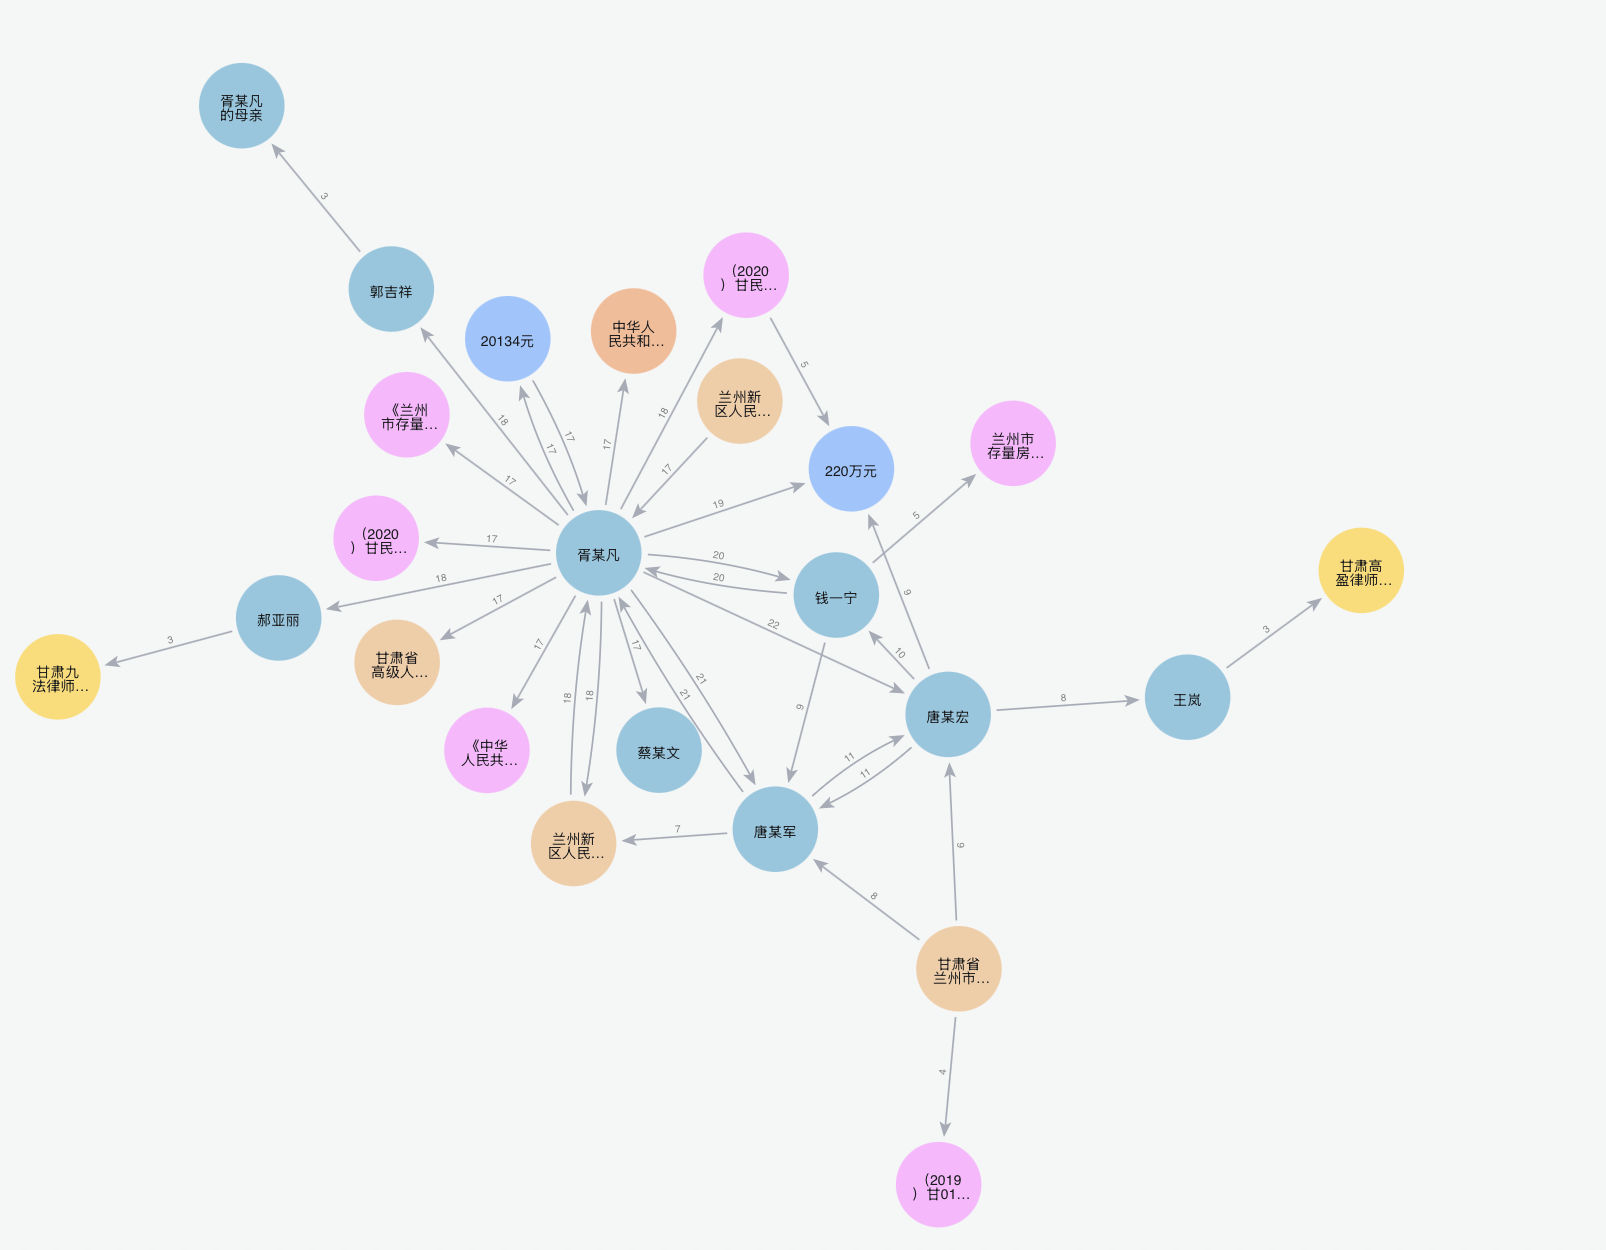 胥某凡
的母亲
3
郭吉祥
20134元
中华人
民共和...
（2020
）甘民...
《兰州
市存量...
兰州新
区人民...
5
220万元
兰州市
存量房...
18
17
17
17
18
17
17
19
5
（2020
）甘民...
17
胥某凡
20
20
钱一宁
9
甘肃高
盈律师...
18
郝亚丽
17
甘肃省
高级人...
3
甘肃九
法律师...
17
18
18
17
21
21
22
10
9
唐某宏
8
王岚
3
《中华
人民共...
蔡某文
11
11
唐某军
7
兰州新
区人民...
8
9
甘肃省
兰州市...
4
（2019
）甘01...